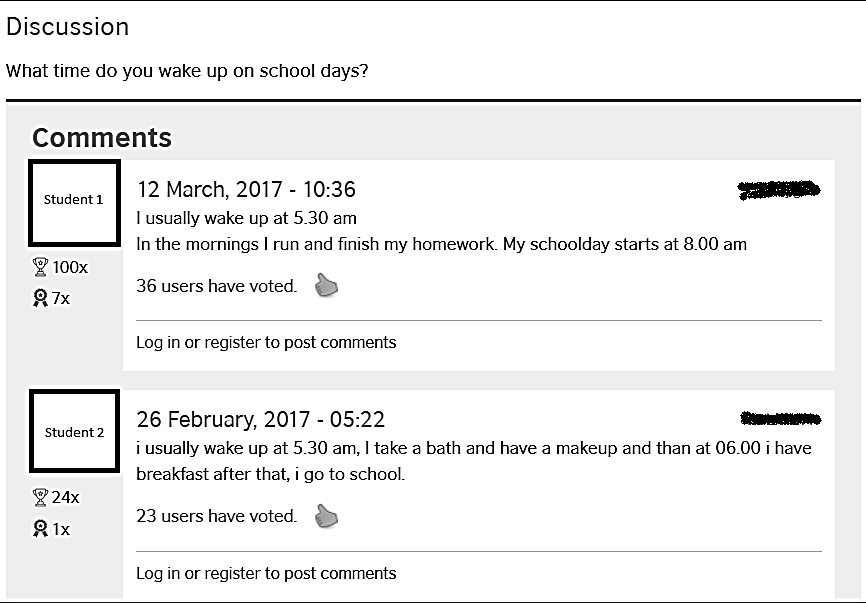 Discussion
What time do you wake up on school days?
Comments
Student 1
100x
7x
12 March, 2017 - 10:36
I usually wake up at 5.30 am
In the mornings I run and finish my homework. My schoolday starts at 8.00 am
36 users have voted.
Log in or register to post comments
Student 2
24x
1x
26 February, 2017 - 05:22
i usually wake up at 5.30 am, I take a bath and have a makeup and than at 06.00 i have
breakfast after that, i go to school.
23 users have voted.
Log in or register to post comments